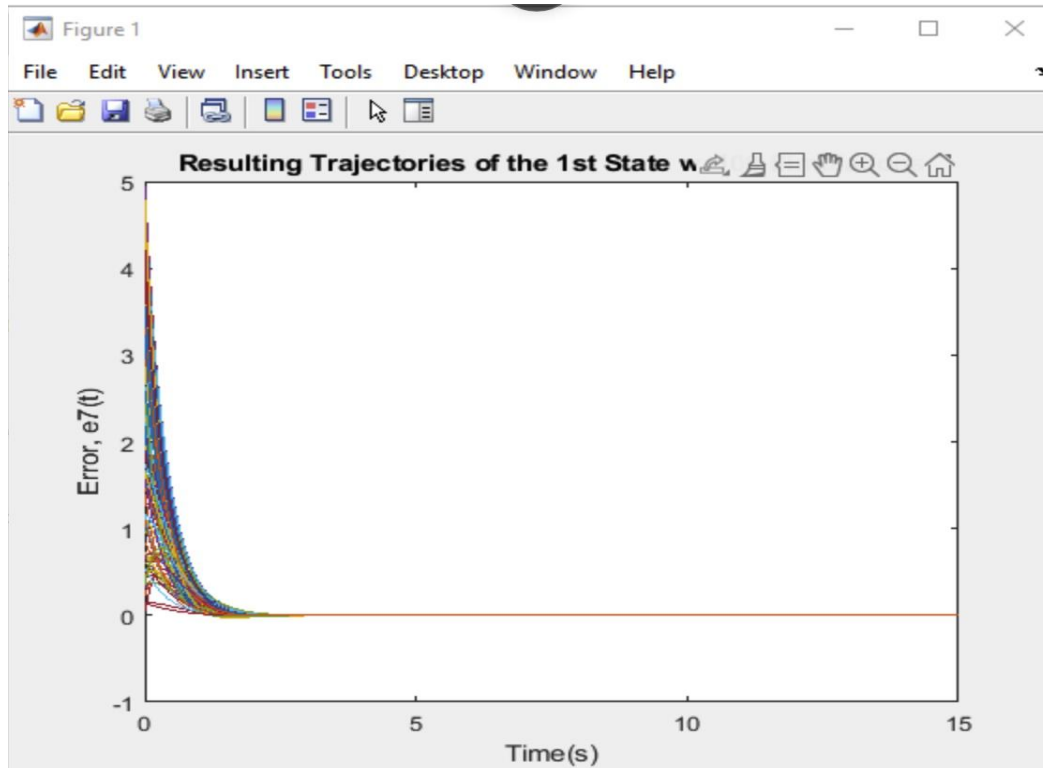 Figure 1
File Edit View Insert Tools Desktop Window Help
Resulting Trajectories of the 1st State w
5
4
3
2
1
0
-1
Error, e7(t)
0 5 10 15
Time(s)